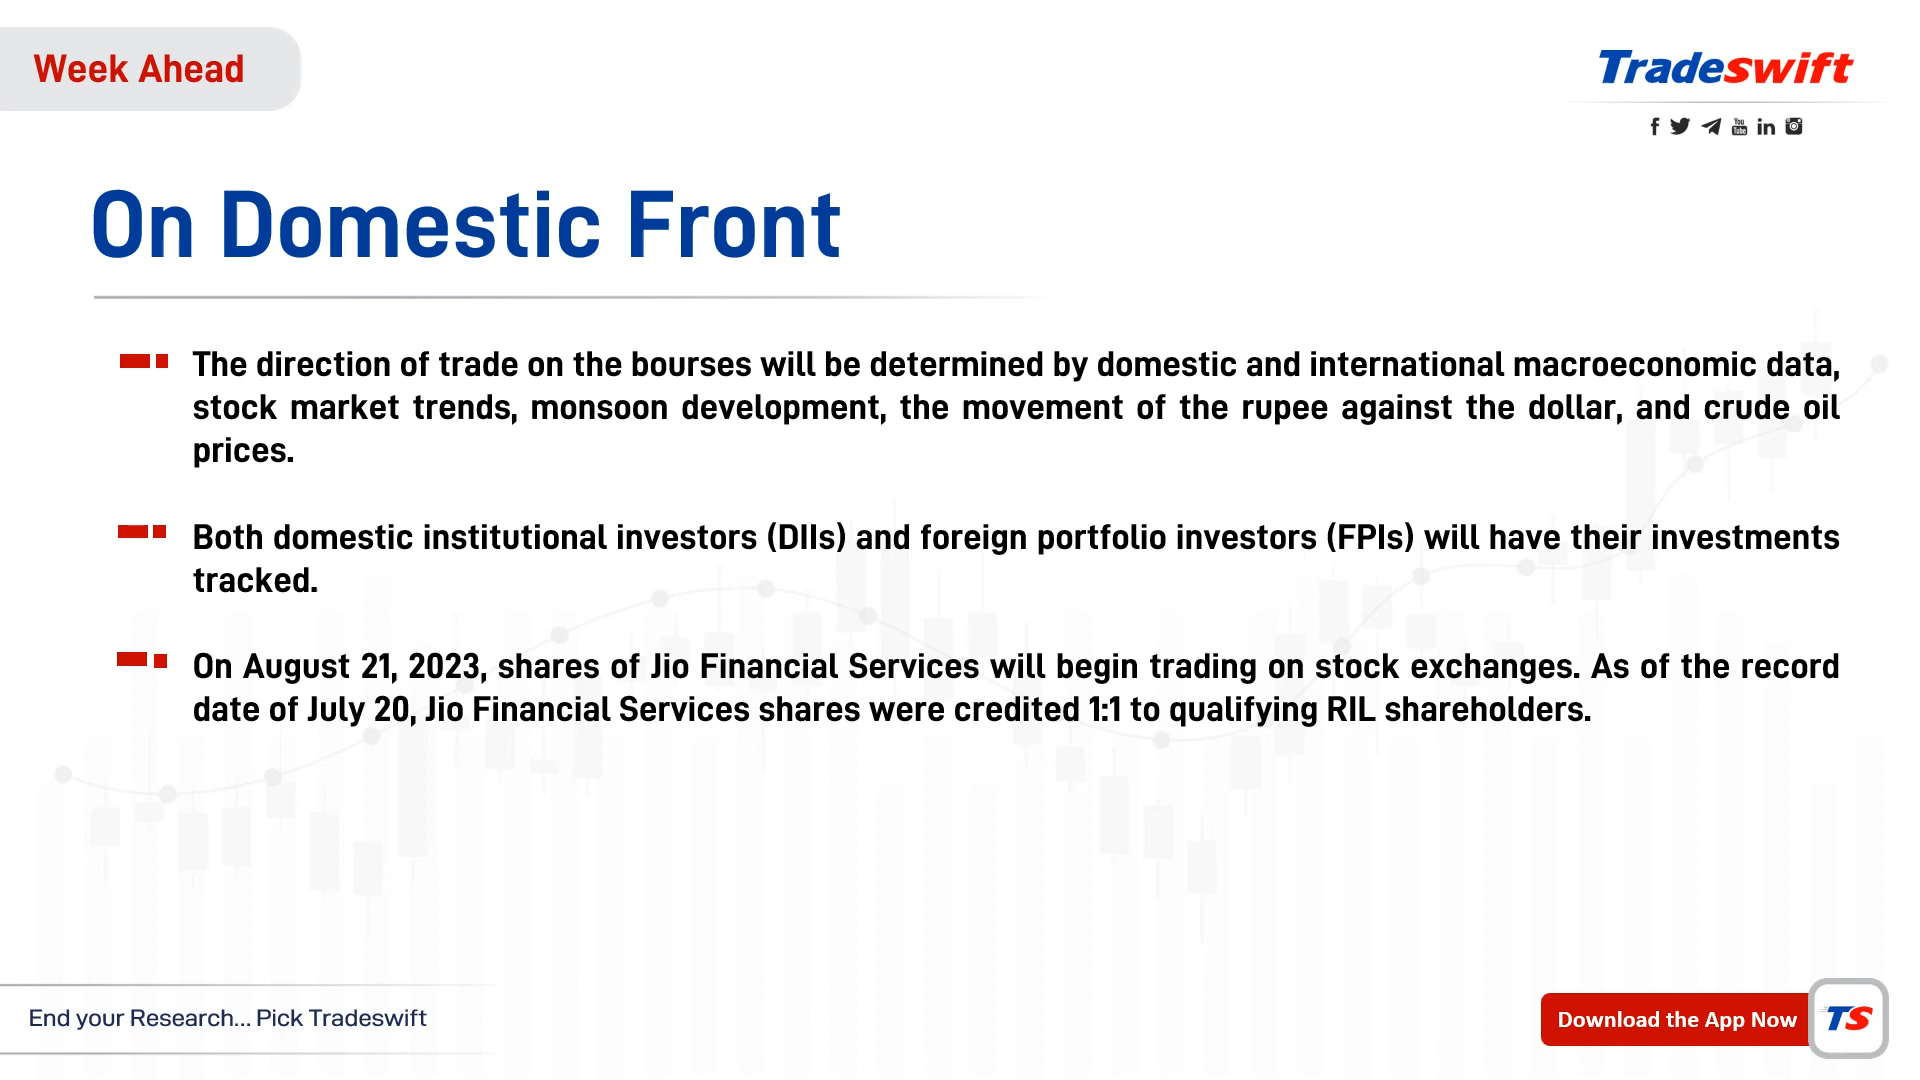 Week Ahead
Tradeswift
You
Tube
On Domestic Front
The direction of trade on the bourses will be determined by domestic and international macroeconomic data,
stock market trends, monsoon development, the movement of the rupee against the dollar, and crude oil
prices.
Both domestic institutional investors (DIIs) and foreign portfolio investors (FPIs) will have their investments
tracked.
On August 21, 2023, shares of Jio Financial Services will begin trading on stock exchanges. As of the record
date of July 20, Jio Financial Services shares were credited 1:1 to qualifying RIL shareholders.
End your Research... Pick Tradeswift
Download the App Now
TS